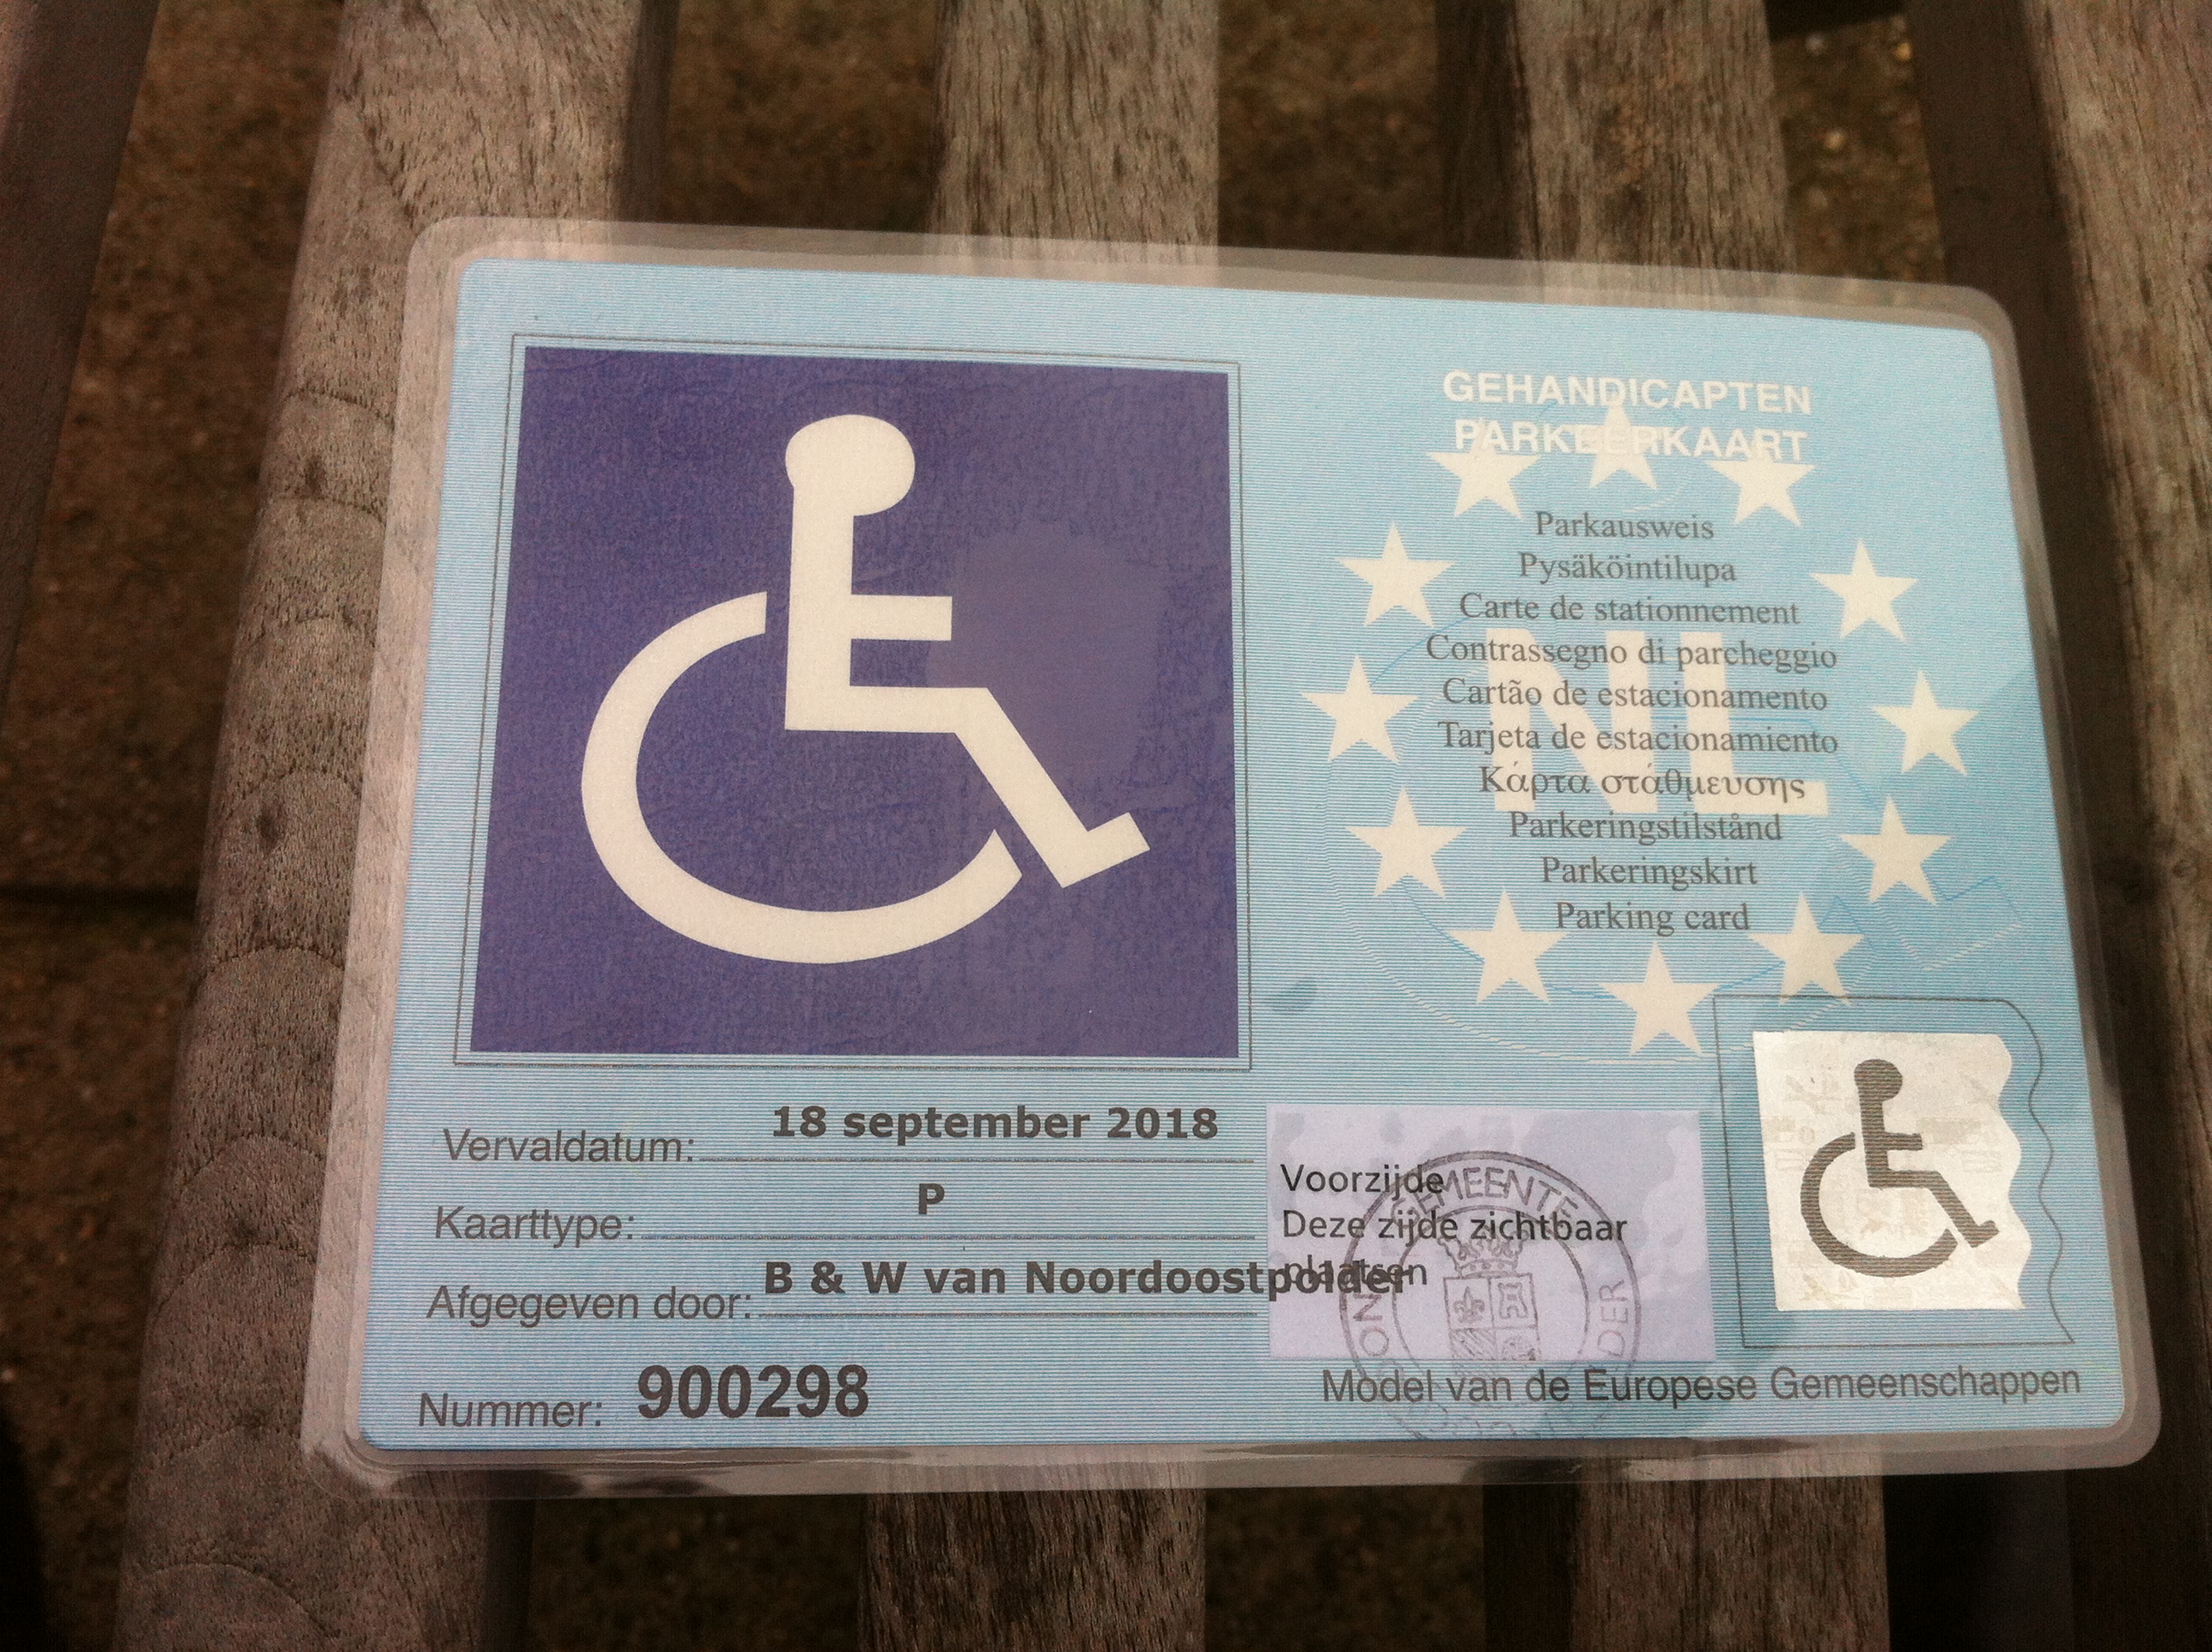 GEHANDICAPTEN
PARKEERKAART
Parkausweis
Pysäköintilupa
Carte de stationnement
Contrassegno di parcheggio
Cartão de estacionamento
Tarjeta de estacionamiento
Κάρτα στάθμευσης
Parkeringstilstånd
Parkeringskirt
Parking card
NL
Vervaldatum: 18 september 2018
Kaarttype: P
Afgegeven door: B & W van Noordoostpolder
Nummer: 900298
Voorzijde
Deze zijde zichtbaar
plaatsen
GEMEENTE
Model van de Europese Gemeenschappen